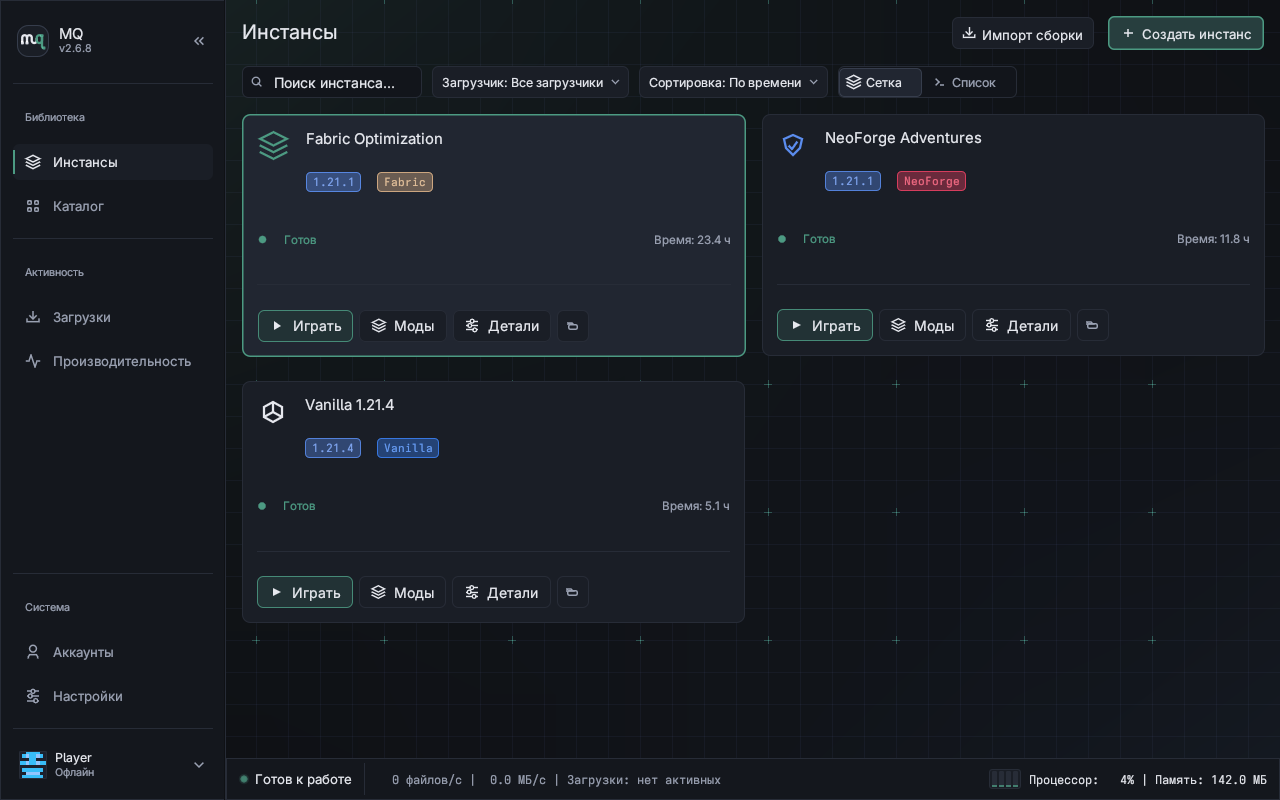 mq
MQ
v2.6.8
Библиотека
Инстансы
Каталог
Активность
Загрузки
Производительность
Система
Аккаунты
Настройки
Player
Офлайн
Инстансы
Импорт сборки
Создать инстанс
Поиск инстанса...
Загрузчик: Все загрузчики
Сортировка: По времени
Сетка
Список
Fabric Optimization
1.21.1 Fabric
Готов Время: 23.4 ч
Играть Моды Детали
NeoForge Adventures
1.21.1 NeoForge
Готов Время: 11.8 ч
Играть Моды Детали
Vanilla 1.21.4
1.21.4 Vanilla
Готов Время: 5.1 ч
Играть Моды Детали
Готов к работе 0 файлов/с | 0.0 МБ/с | Загрузки: нет активных Процессор: 4% | Память: 142.0 МБ